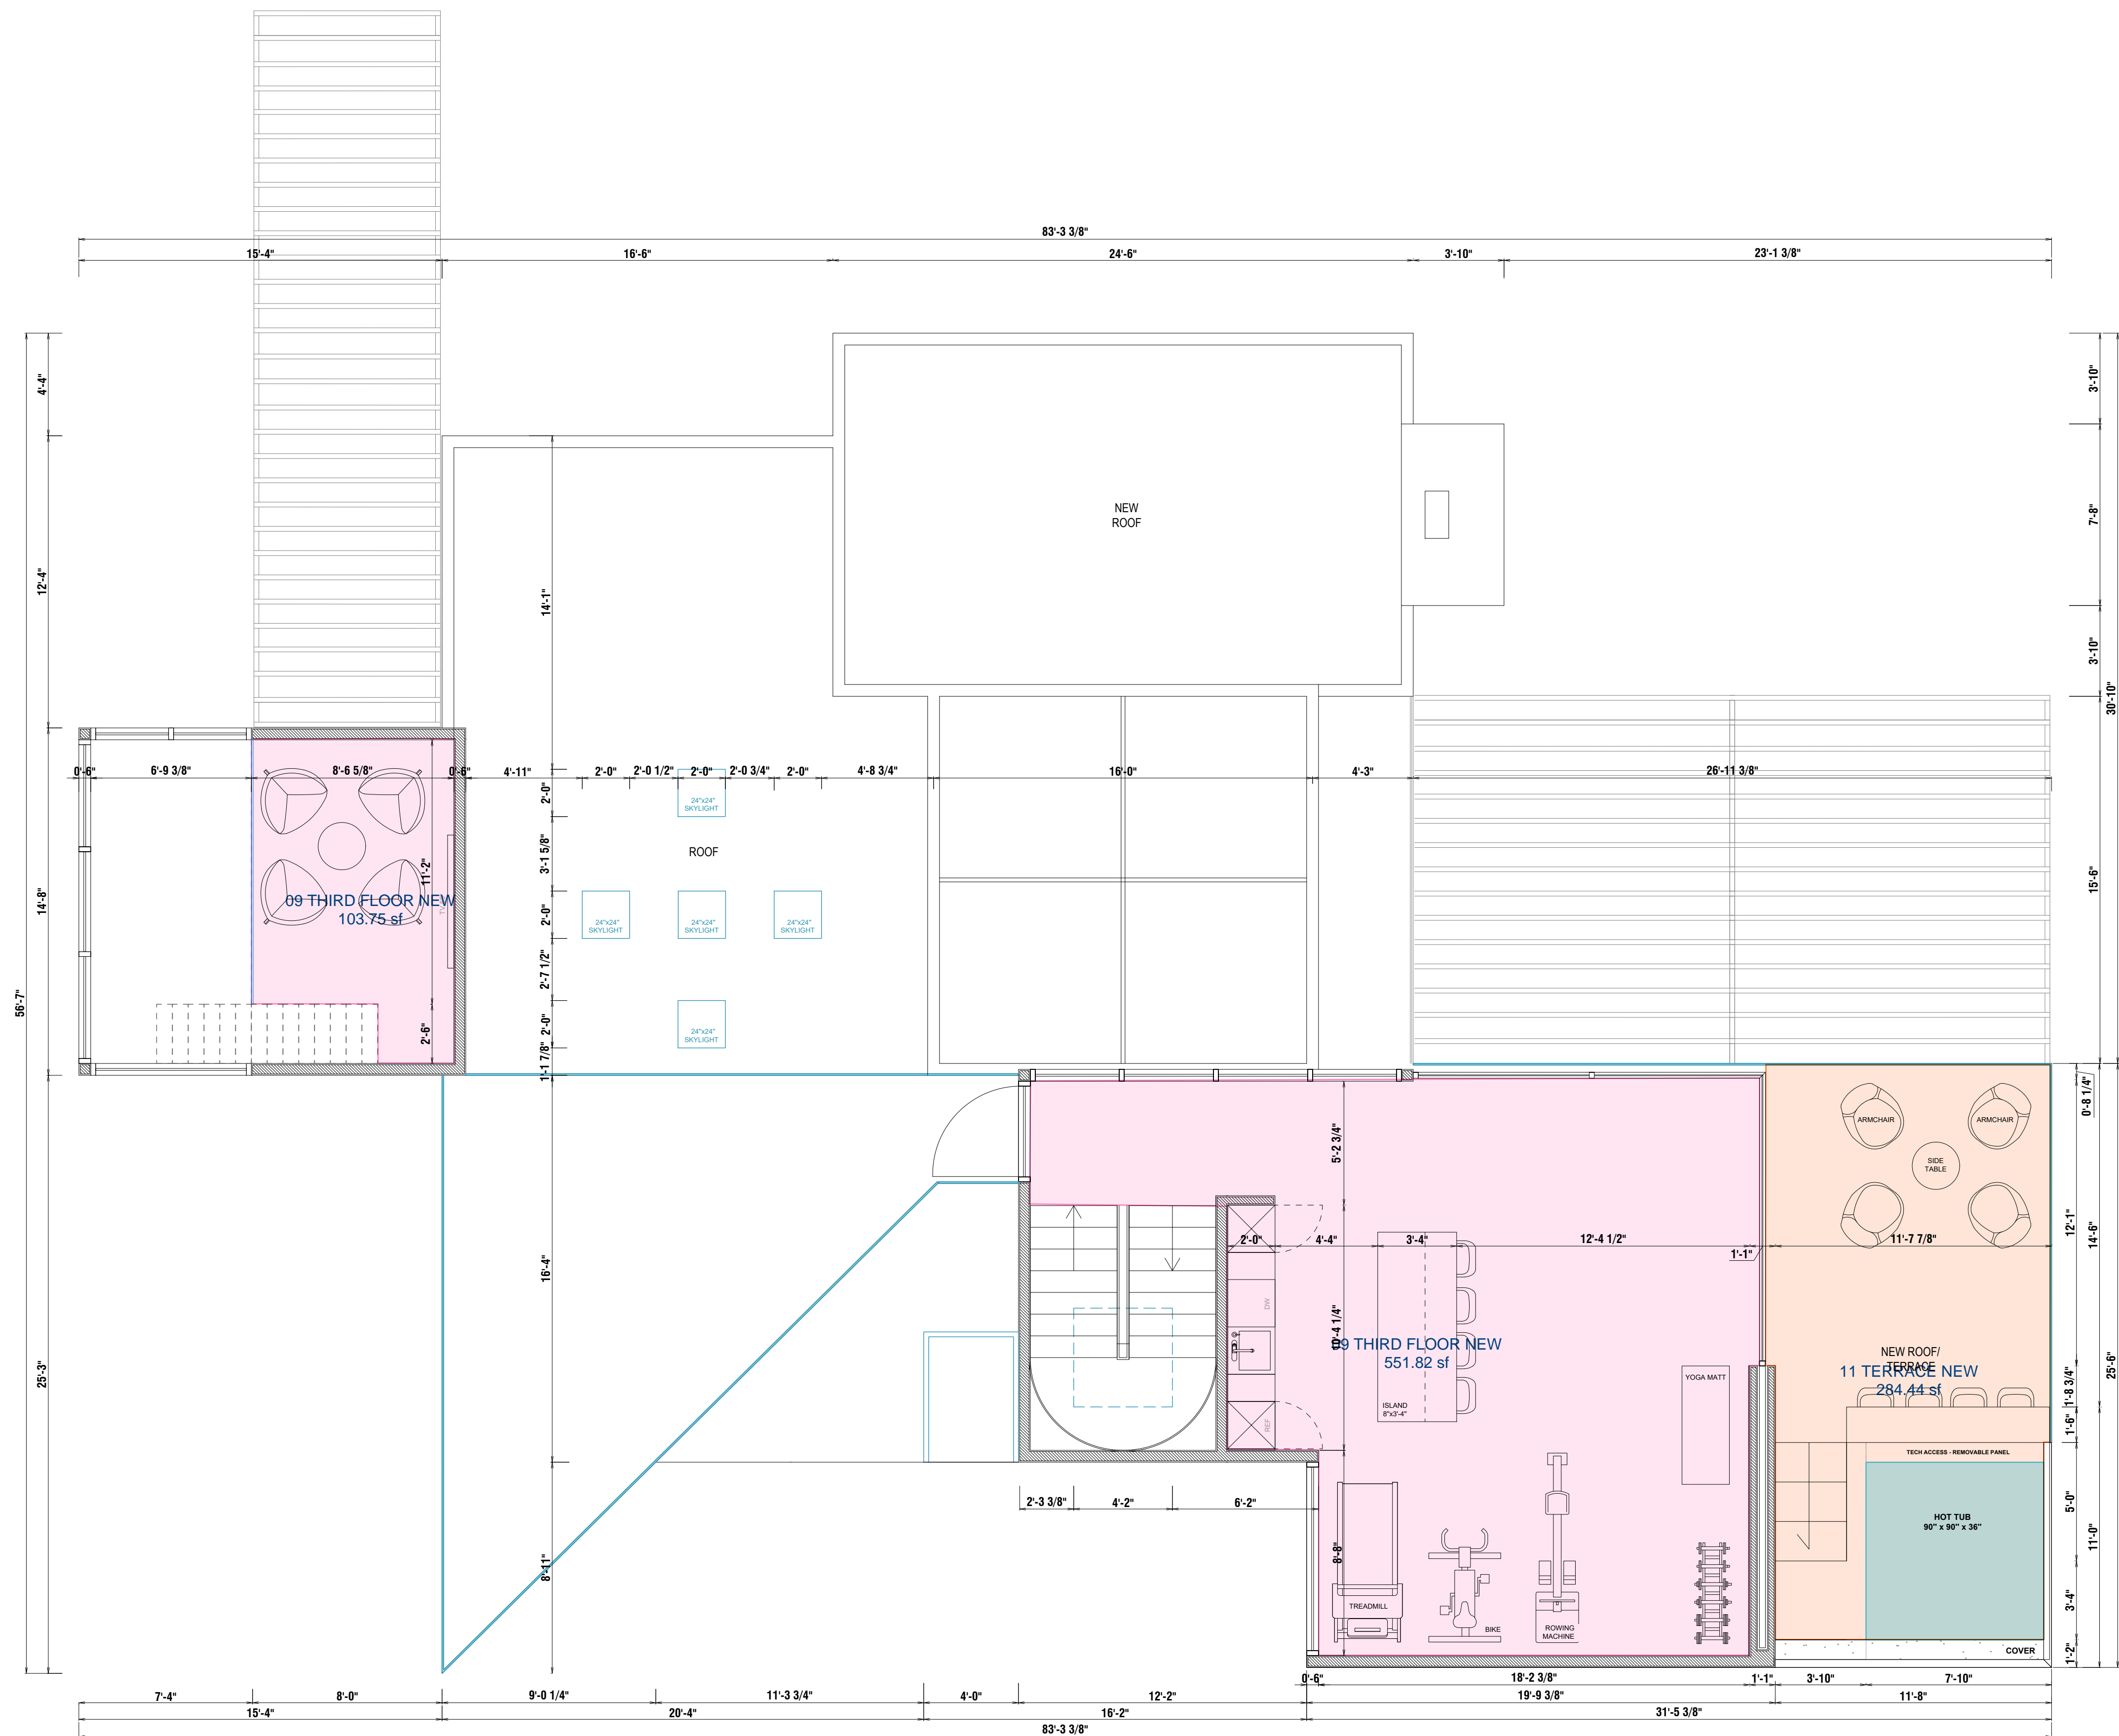 83'-3 3/8"
15'-4"
16'-6"
24'-6"
3'-10"
23'-1 3/8"
4'-4"
12'-4"
14'-8"
25'-3"
56'-7"
3'-10"
7'-8"
3'-10"
15'-6"
30'-10"
NEW
ROOF
14'-1"
0'-6"
6'-9 3/8"
8'-6 5/8"
0'-6"
4'-11"
2'-0"
2'-0 1/2"
2'-0"
2'-0 3/4"
2'-0"
4'-8 3/4"
16'-0"
4'-3"
26'-11 3/8"
24"x24"
SKYLIGHT
2'-0"
3'-1 5/8"
ROOF
11'-2"
TV
09 THIRD FLOOR NEW
103.75 sf
2'-0"
24"x24"
SKYLIGHT
24"x24"
SKYLIGHT
24"x24"
SKYLIGHT
2'-7 1/2"
2'-6"
2'-0"
24"x24"
SKYLIGHT
1'-1 7/8"
0'-8 1/4"
ARMCHAIR
ARMCHAIR
SIDE
TABLE
5'-2 3/4"
12'-1"
14'-6"
16'-4"
2'-0"
4'-4"
3'-4"
12'-4 1/2"
1'-1"
11'-7 7/8"
DW
10'-4 1/4"
09 THIRD FLOOR NEW
551.82 sf
NEW ROOF/
TERRACE
11 TERRACE NEW
284.44 sf
YOGA MATT
ISLAND
8"x3'-4"
REF
1'-8 3/4"
1'-6"
25'-6"
TECH ACCESS - REMOVABLE PANEL
2'-3 3/8"
4'-2"
6'-2"
5'-0"
11'-0"
HOT TUB
90" x 90" x 36"
8'-11"
8'-8"
3'-4"
TREADMILL
BIKE
ROWING
MACHINE
COVER
1'-2"
0'-6"
18'-2 3/8"
1'-1"
3'-10"
7'-10"
7'-4"
8'-0"
9'-0 1/4"
11'-3 3/4"
4'-0"
12'-2"
19'-9 3/8"
11'-8"
15'-4"
20'-4"
16'-2"
31'-5 3/8"
83'-3 3/8"